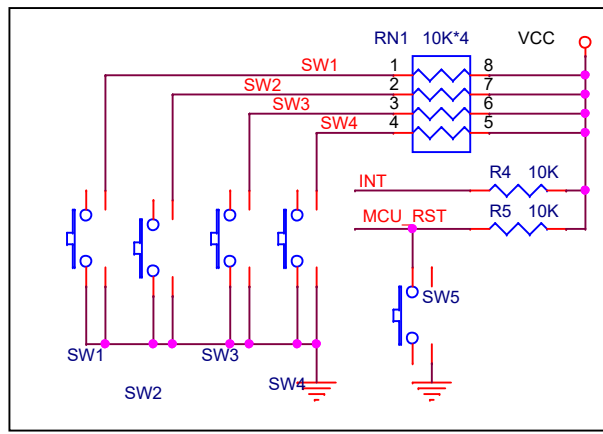 RN1 10K*4 VCC
SW1 1 8
SW2 2 7
SW3 3 6
SW4 4 5
INT R4 10K
MCU_RST R5 10K
SW5
SW1 SW3
SW4
SW2